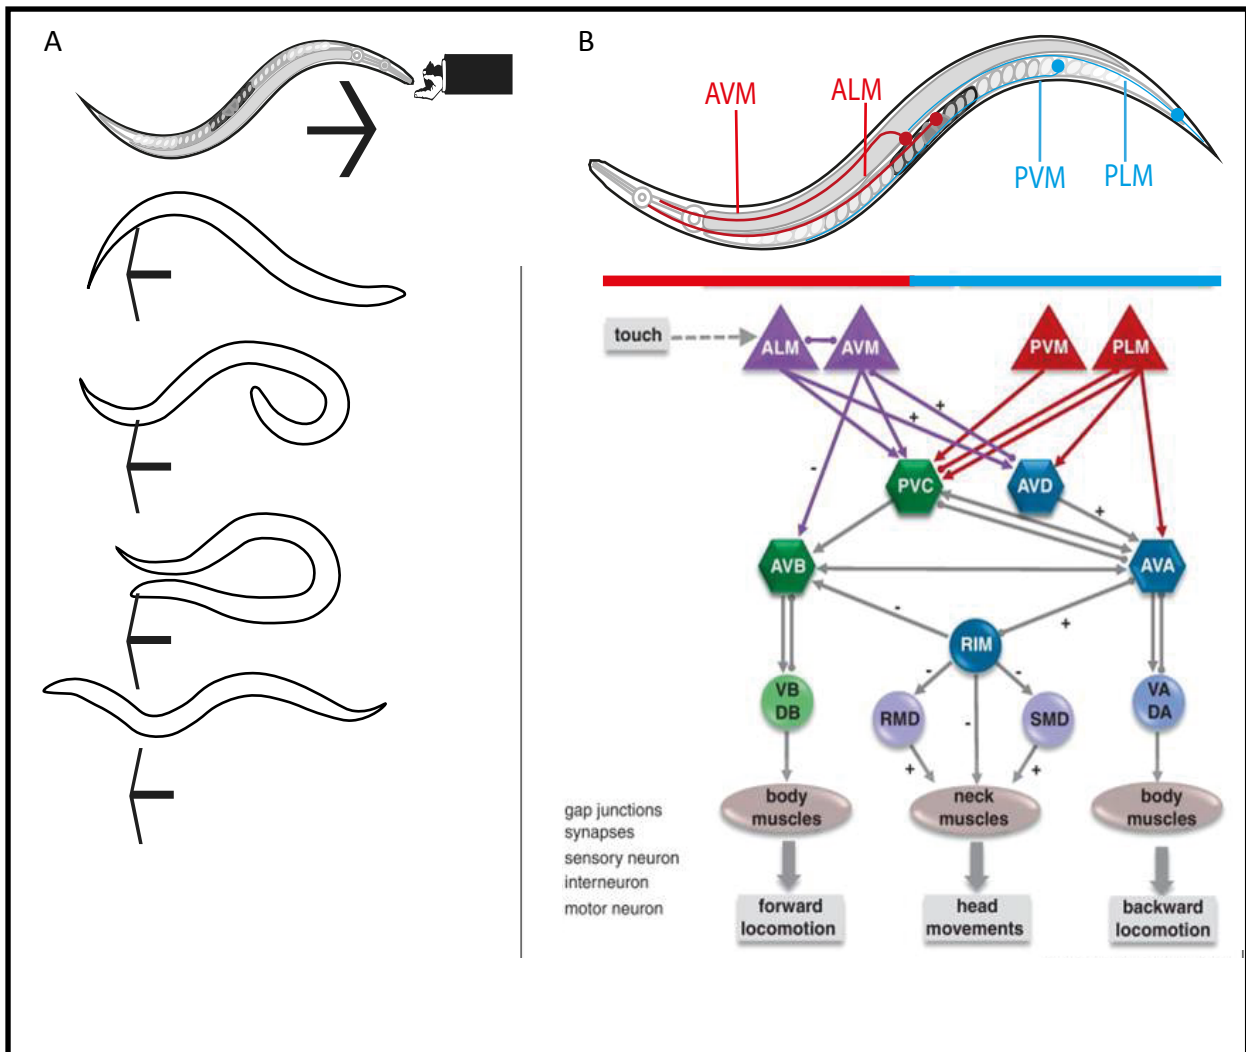 A
B
AVM
ALM
PVM
PLM
touch
ALM
AVM
PVM
PLM
+
+
-
PVC
AVD
+
AVB
AVA
-
+
RIM
-
-
VB
DB
RMD
-
SMD
VA
DA
+
+
body
muscles
neck
muscles
body
muscles
gap junctions
synapses
sensory neuron
interneuron
motor neuron
forward
locomotion
head
movements
backward
locomotion